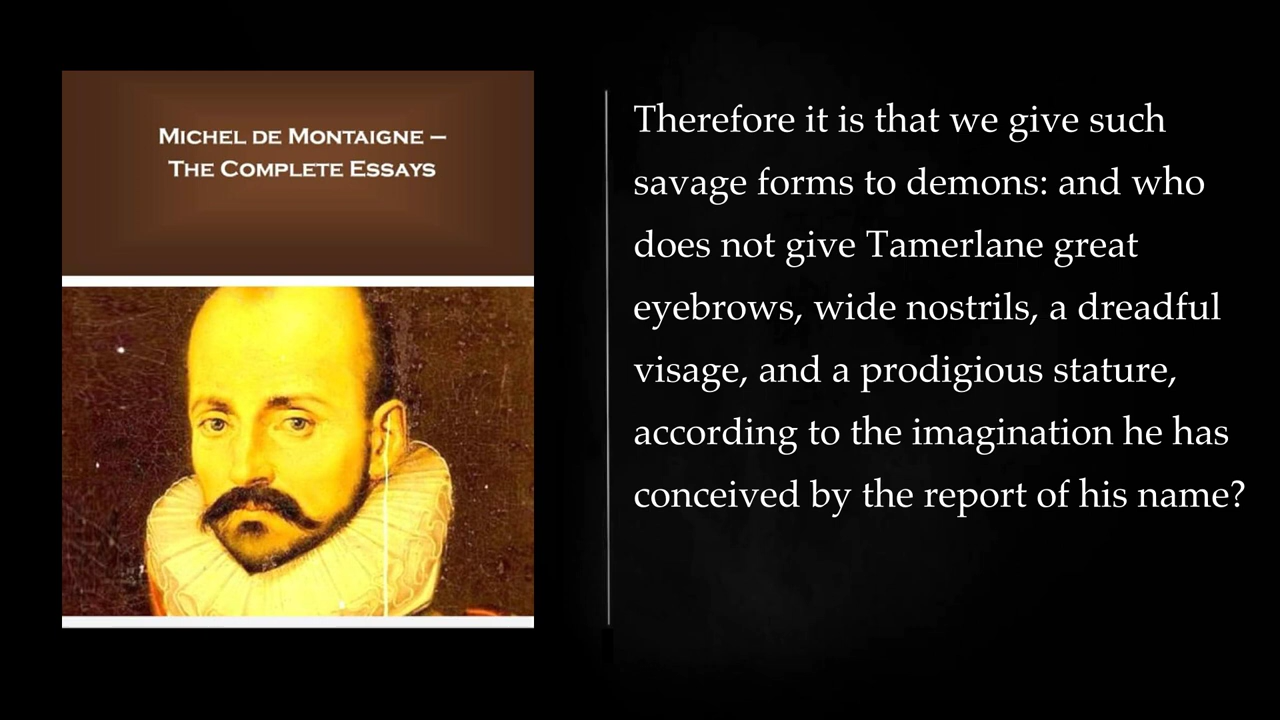 MICHEL DE MONTAIGNE –
THE COMPLETE ESSAYS
Therefore it is that we give such
savage forms to demons: and who
does not give Tamerlane great
eyebrows, wide nostrils, a dreadful
visage, and a prodigious stature,
according to the imagination he has
conceived by the report of his name?